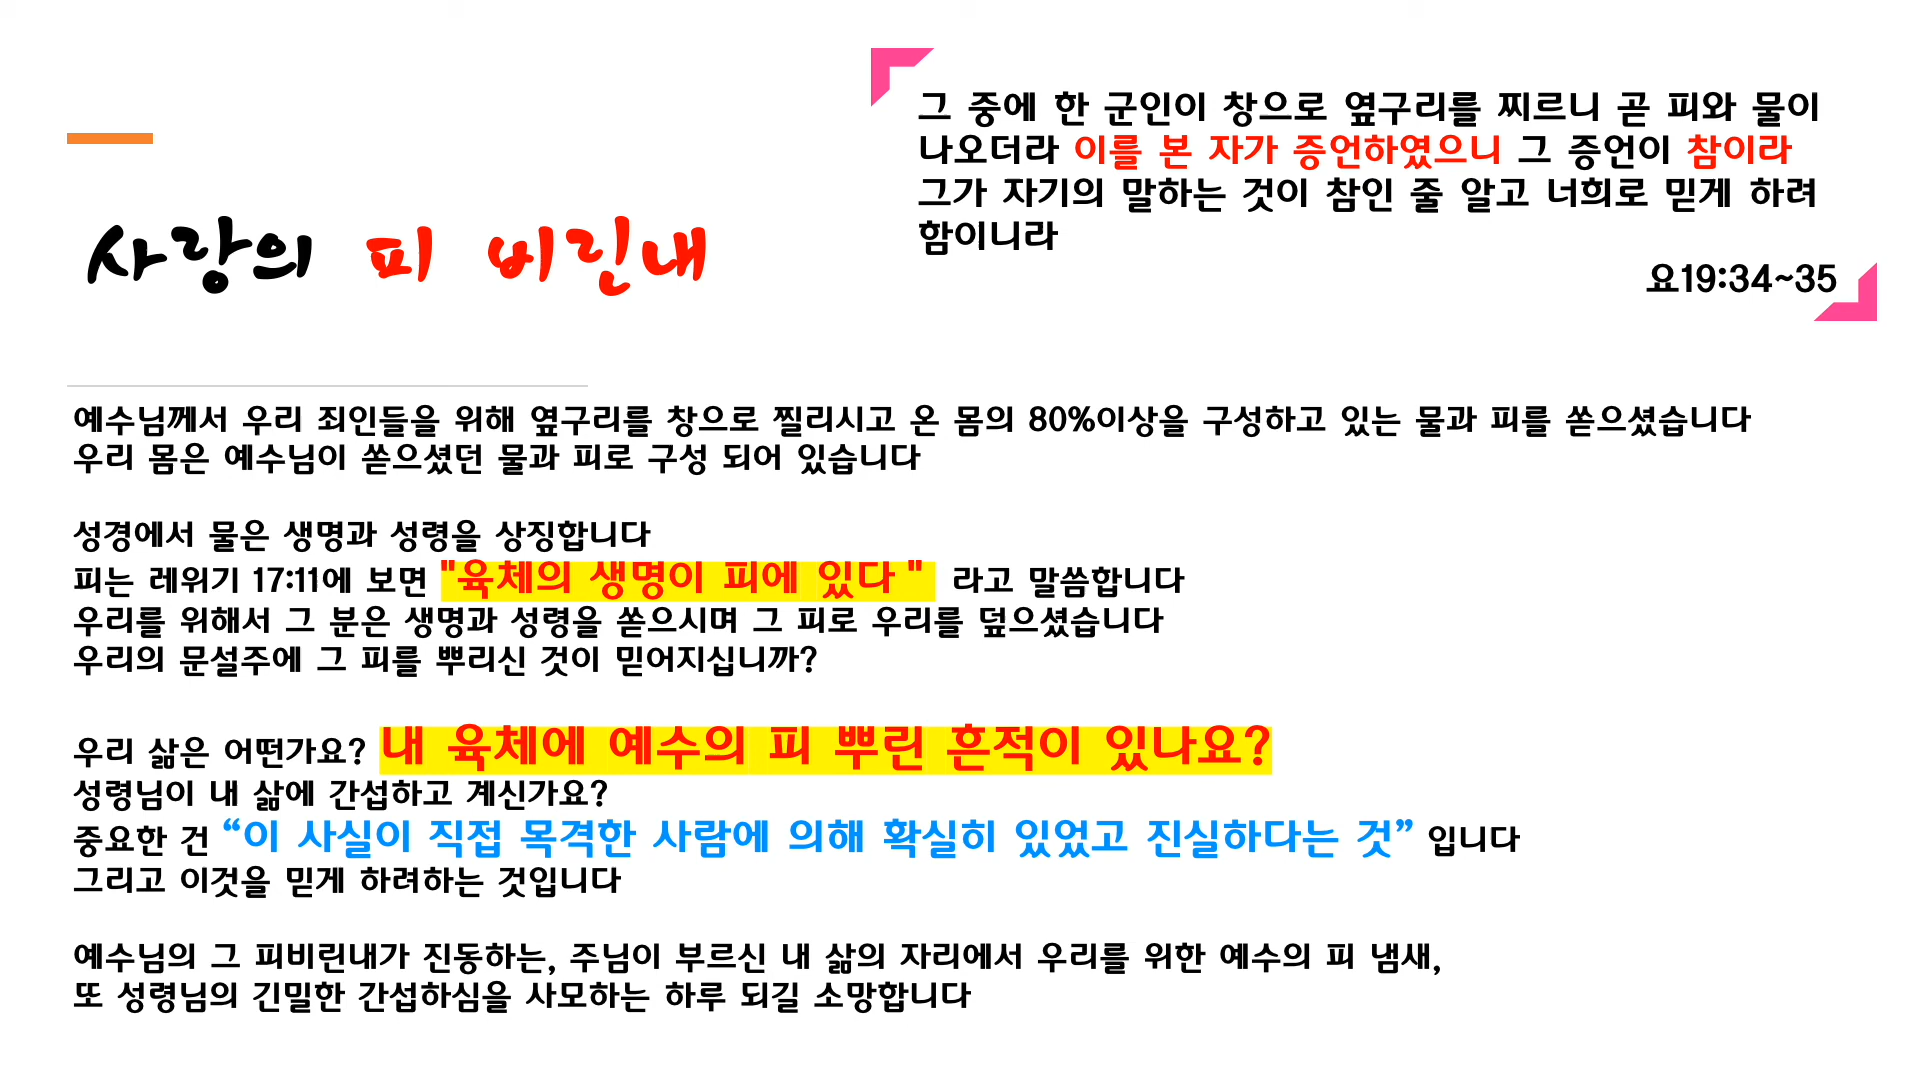 사랑의 피 비린내
그 중에 한 군인이 창으로 옆구리를 찌르니 곧 피와 물이
나오더라 이를 본 자가 증언하였으니 그 증언이 참이라
그가 자기의 말하는 것이 참인 줄 알고 너희로 믿게 하려
함이니라
요19:34~35
예수님께서 우리 죄인들을 위해 옆구리를 창으로 찔리시고 온 몸의 80%이상을 구성하고 있는 물과 피를 쏟으셨습니다
우리 몸은 예수님이 쏟으셨던 물과 피로 구성 되어 있습니다
성경에서 물은 생명과 성령을 상징합니다
피는 레위기 17:11에 보면 "육체의 생명이 피에 있다 " 라고 말씀합니다
우리를 위해서 그 분은 생명과 성령을 쏟으시며 그 피로 우리를 덮으셨습니다
우리의 문설주에 그 피를 뿌리신 것이 믿어지십니까?
우리 삶은 어떤가요? 내 육체에 예수의 피 뿌린 흔적이 있나요?
성령님이 내 삶에 간섭하고 계신가요?
중요한 건 “이 사실이 직접 목격한 사람에 의해 확실히 있었고 진실하다는 것” 입니다
그리고 이것을 믿게 하려하는 것입니다
예수님의 그 피비린내가 진동하는, 주님이 부르신 내 삶의 자리에서 우리를 위한 예수의 피 냄새,
또 성령님의 긴밀한 간섭하심을 사모하는 하루 되길 소망합니다